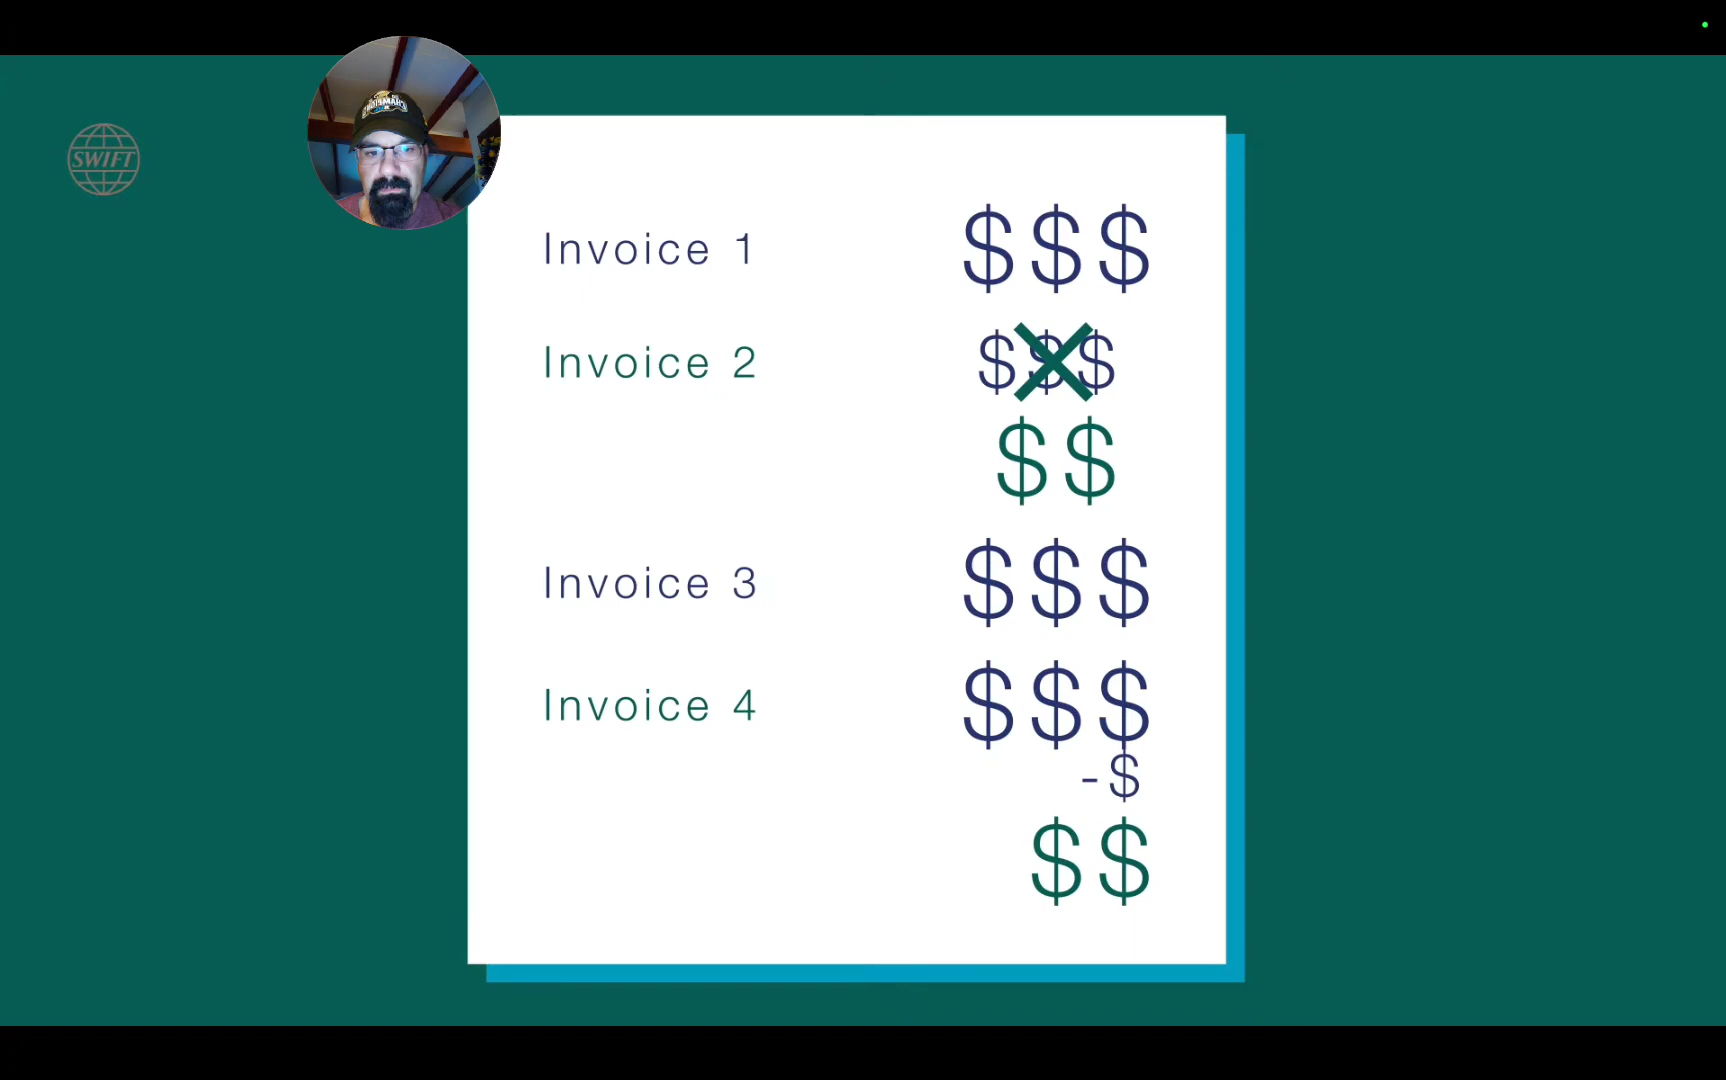 SWIFT
Invoice 1 $$$
Invoice 2 $$$
$$
Invoice 3 $$$
Invoice 4 $$$
-$
$$